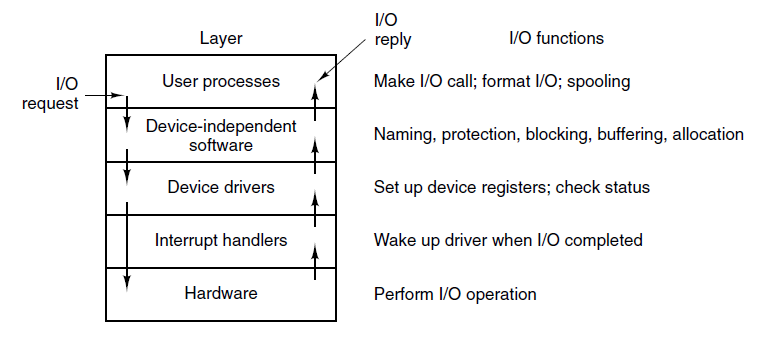 I/O
reply
Layer
I/O functions
I/O
request
User processes
Make I/O call; format I/O; spooling
Device-independent
software
Naming, protection, blocking, buffering, allocation
Device drivers
Set up device registers; check status
Interrupt handlers
Wake up driver when I/O completed
Hardware
Perform I/O operation